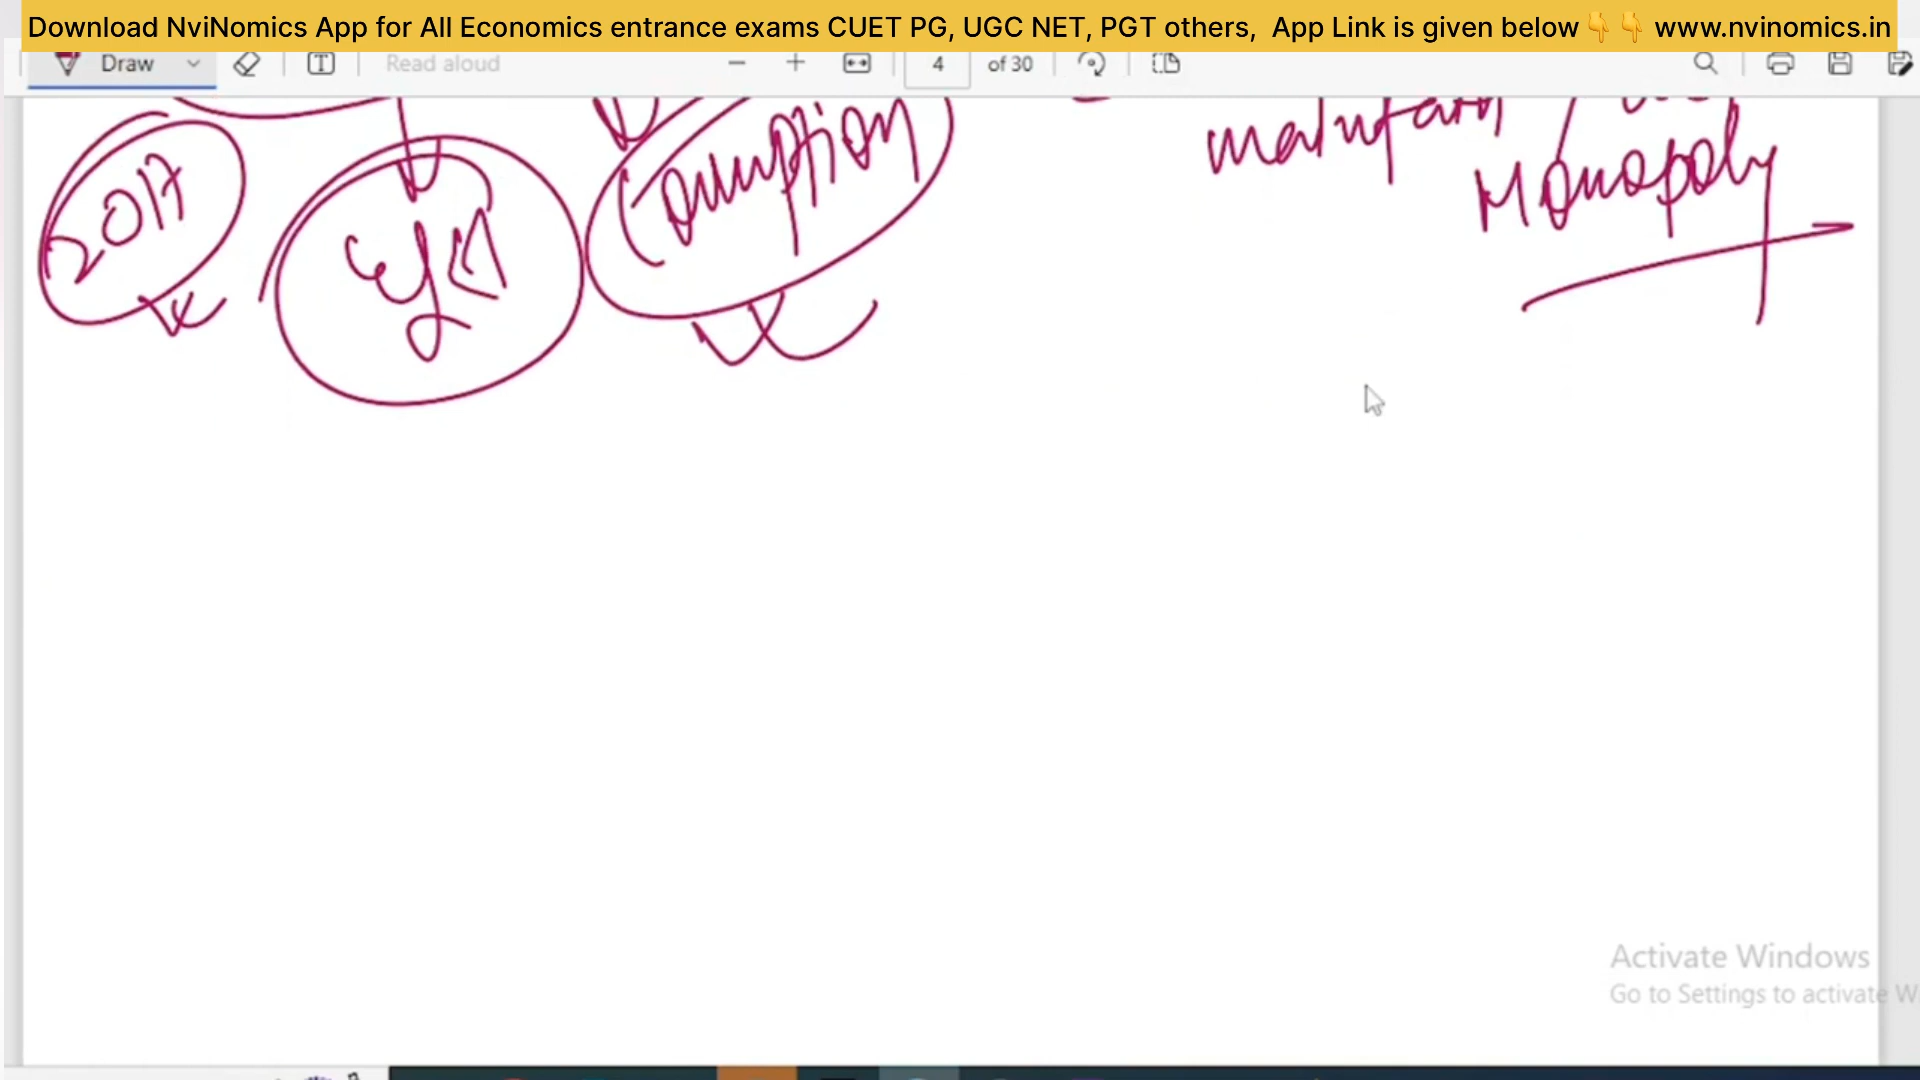 Download NviNomics App for All Economics entrance exams CUET PG, UGC NET, PGT others, App Link is given below👇👇 www.nvinomics.in
Draw
Read aloud
4 of 30
2017
Monopoly
Activate Windows
Go to Settings to activate W